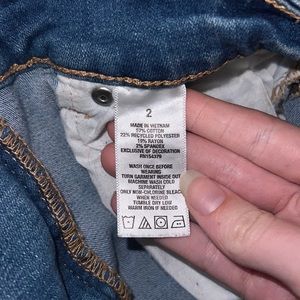 2
MADE IN VIETNAM
57% COTTON
22% RECYCLED POLYESTER
19% RAYON
2% SPANDEX
EXCLUSIVE OF DECORATION
RN154379
WASH ONCE BEFORE
WEARING
TURN GARMENT INSIDE OUT
MACHINE WASH COLD
SEPARATELY
ONLY NON-CHLORINE BLEACH
WHEN NEEDED
TUMBLE DRY LOW
WARM IRON IF NEEDED